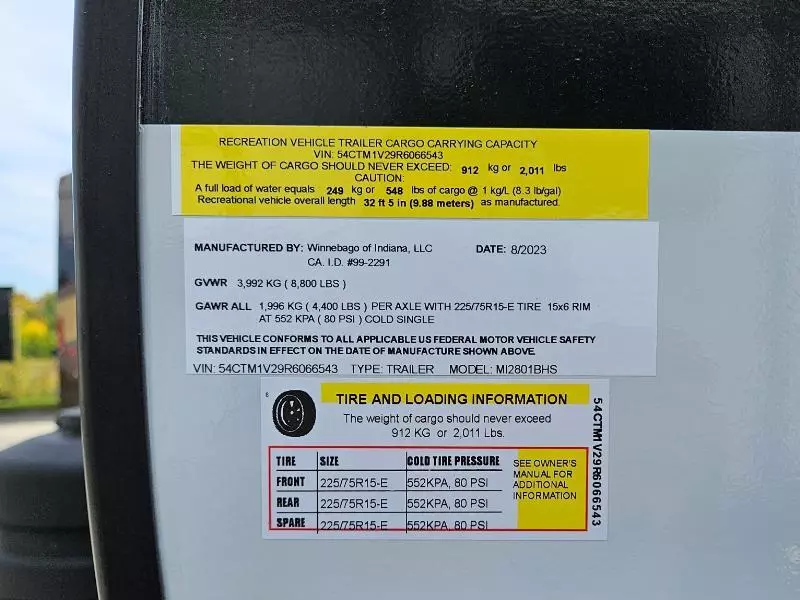 RECREATION VEHICLE TRAILER CARGO CARRYING CAPACITY
VIN: 54CTM1V29R6066543
THE WEIGHT OF CARGO SHOULD NEVER EXCEED: 912 kg or 2,011 lbs
CAUTION:
A full load of water equals 249 kg or 548 lbs of cargo @ 1 kg/L (8.3 lb/gal)
Recreational vehicle overall length 32 ft 5 in (9.88 meters) as manufactured.
MANUFACTURED BY: Winnebago of Indiana, LLC DATE: 8/2023
CA. I.D. #99-2291
GVWR 3,992 KG ( 8,800 LBS )
GAWR ALL 1,996 KG ( 4,400 LBS ) PER AXLE WITH 225/75R15-E TIRE 15x6 RIM
AT 552 KPA ( 80 PSI ) COLD SINGLE
THIS VEHICLE CONFORMS TO ALL APPLICABLE US FEDERAL MOTOR VEHICLE SAFETY
STANDARDS IN EFFECT ON THE DATE OF MANUFACTURE SHOWN ABOVE.
VIN: 54CTM1V29R6066543 TYPE: TRAILER MODEL: MI2801BHS
TIRE AND LOADING INFORMATION
The weight of cargo should never exceed
912 KG or 2,011 Lbs.
TIRE SIZE COLD TIRE PRESSURE
FRONT 225/75R15-E 552KPA, 80 PSI
REAR 225/75R15-E 552KPA, 80 PSI
SPARE 225/75R15-E 552KPA, 80 PSI
SEE OWNER'S
MANUAL FOR
ADDITIONAL
INFORMATION
54CTM1V29R6066543